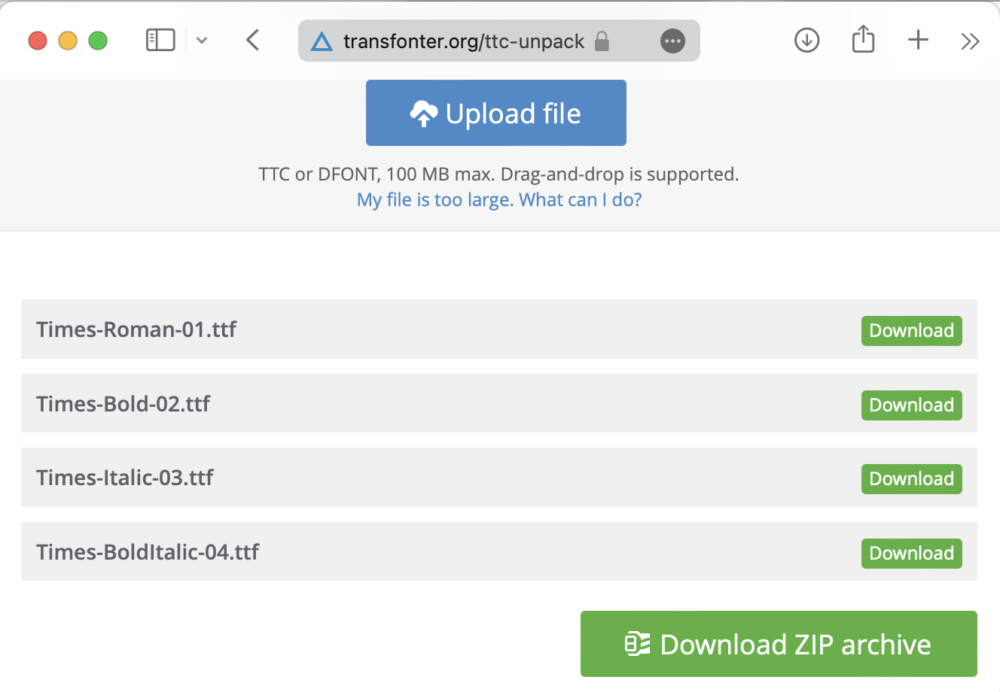 transfonter.org/ttc-unpack
Upload file
TTC or DFONT, 100 MB max. Drag-and-drop is supported.
My file is too large. What can I do?
Times-Roman-01.ttf Download
Times-Bold-02.ttf Download
Times-Italic-03.ttf Download
Times-BoldItalic-04.ttf Download
Download ZIP archive